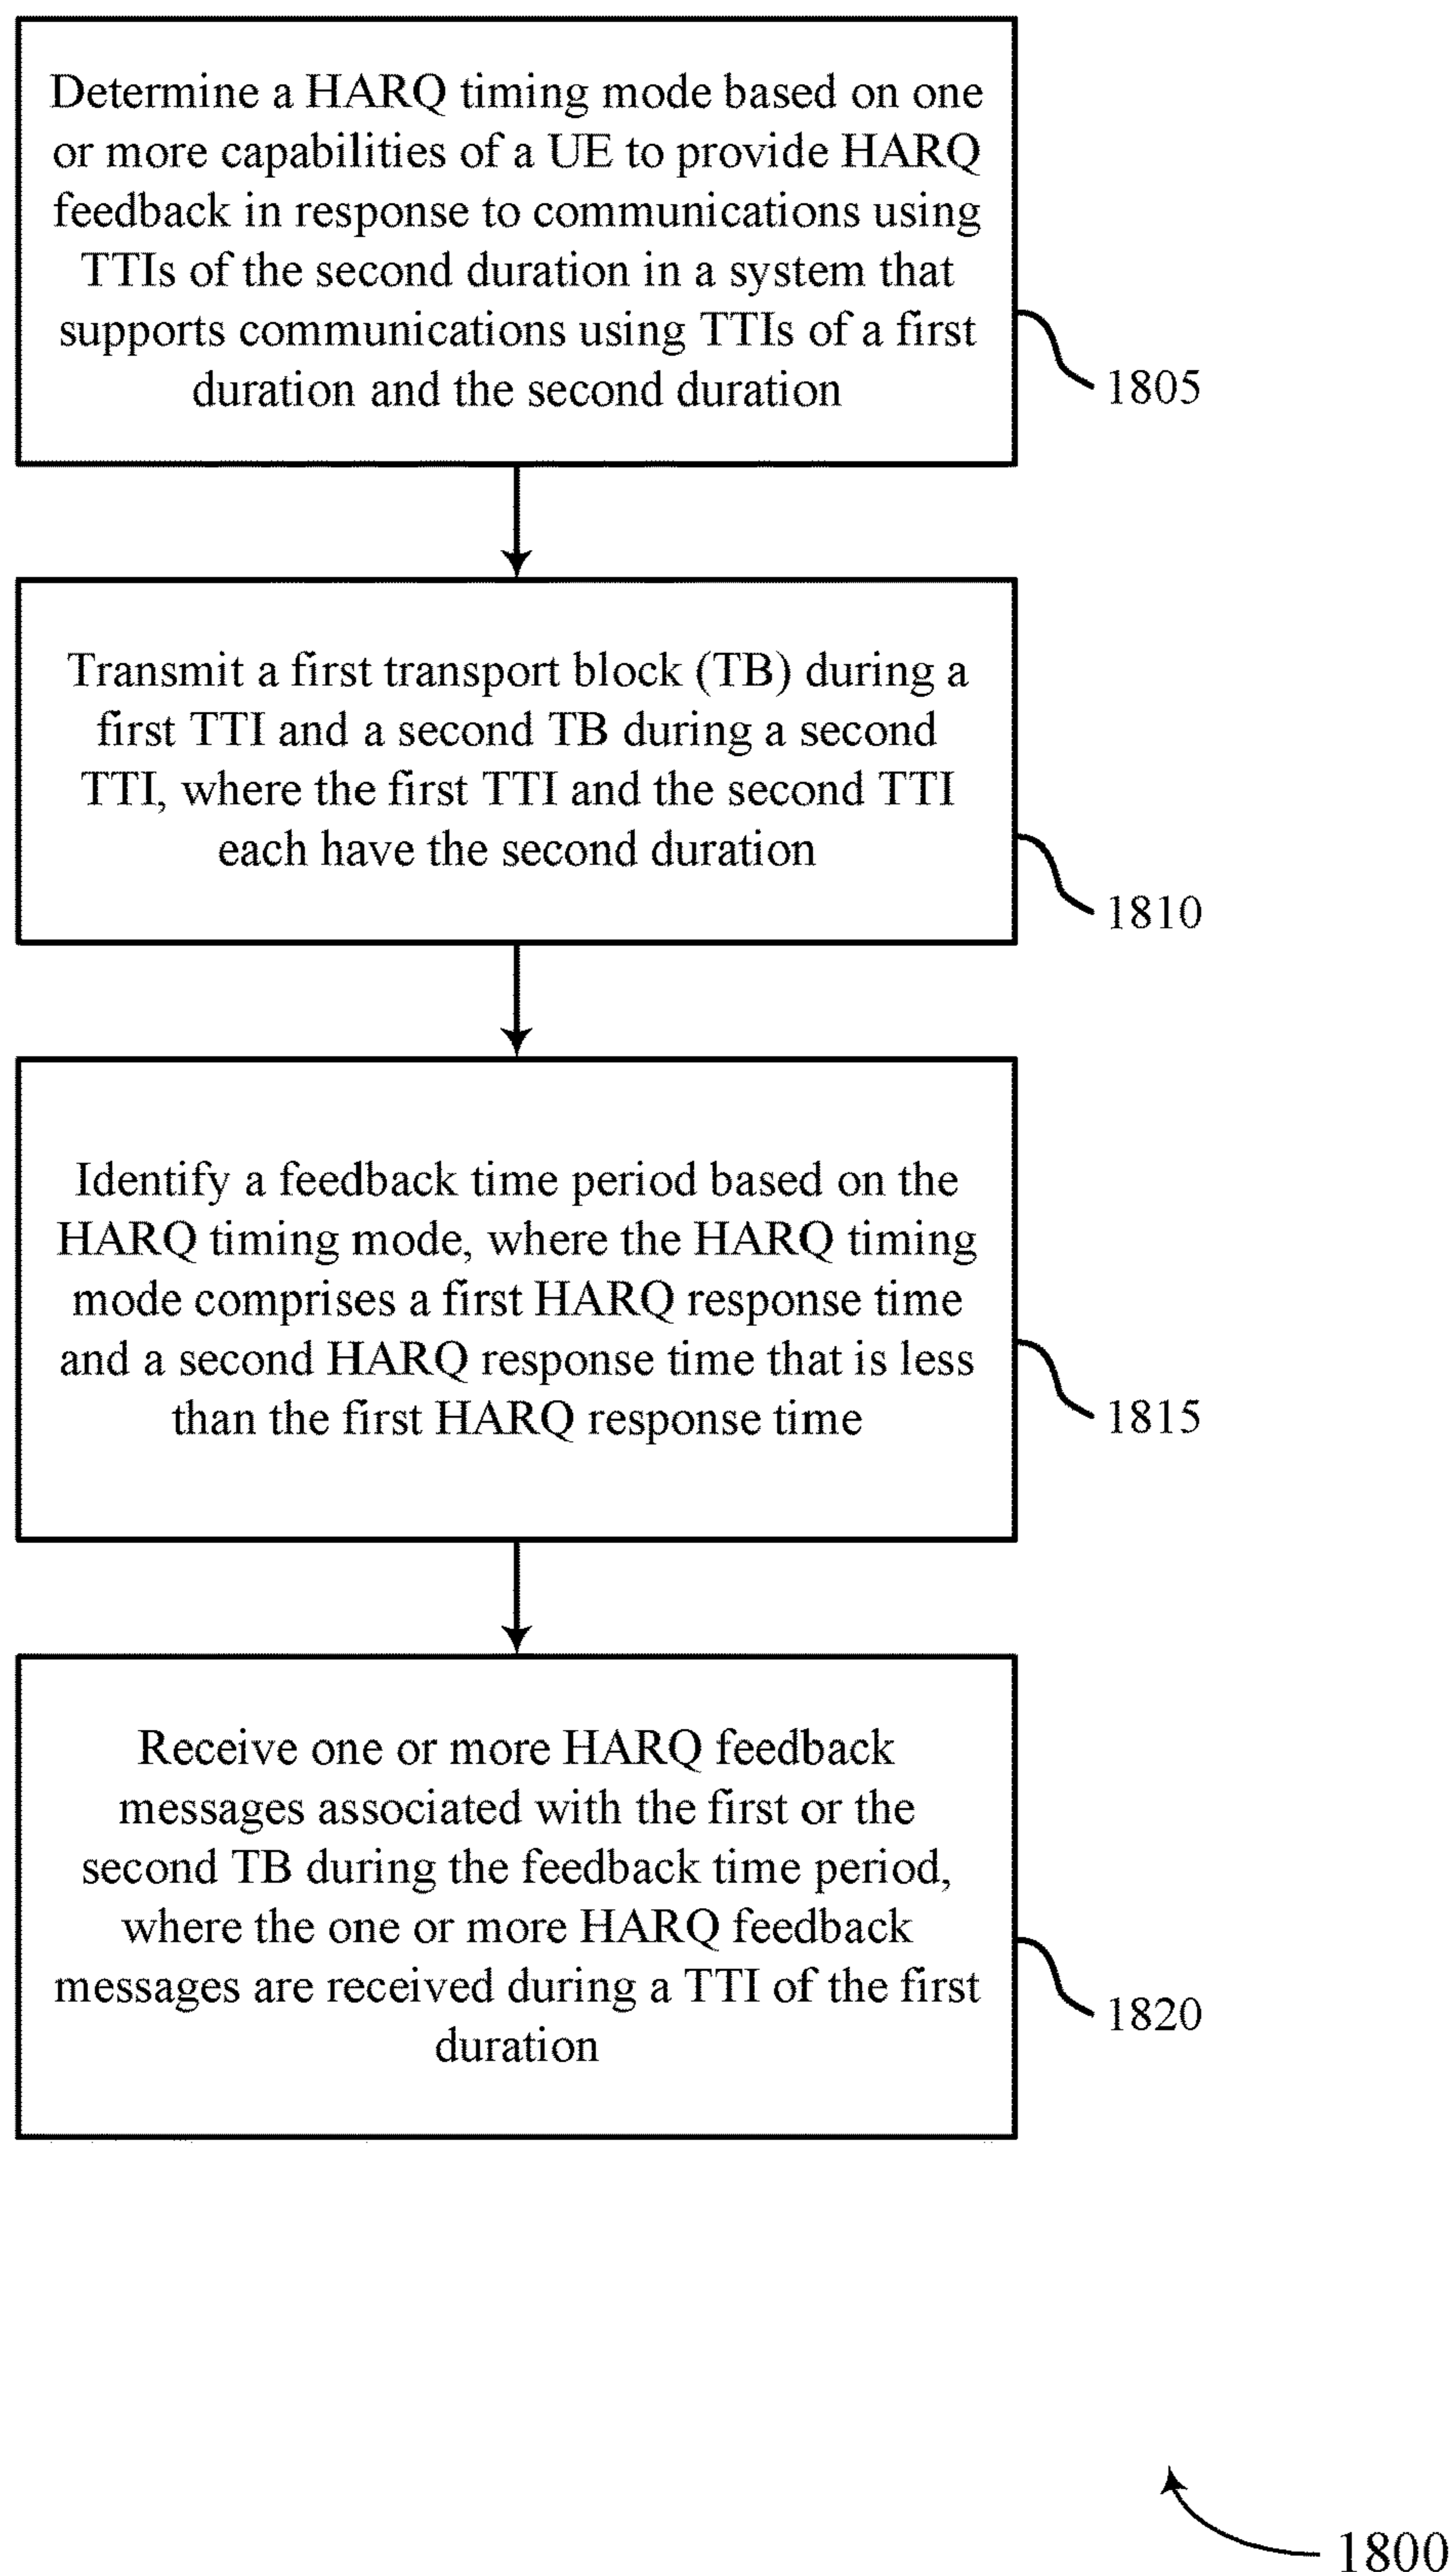 Determine a HARQ timing mode based on one
or more capabilities of a UE to provide HARQ
feedback in response to communications using
TTIs of the second duration in a system that
supports communications using TTIs of a first
duration and the second duration
1805
Transmit a first transport block (TB) during a
first TTI and a second TB during a second
TTI, where the first TTI and the second TTI
each have the second duration
1810
Identify a feedback time period based on the
HARQ timing mode, where the HARQ timing
mode comprises a first HARQ response time
and a second HARQ response time that is less
than the first HARQ response time
1815
Receive one or more HARQ feedback
messages associated with the first or the
second TB during the feedback time period,
where the one or more HARQ feedback
messages are received during a TTI of the first
duration
1820
1800